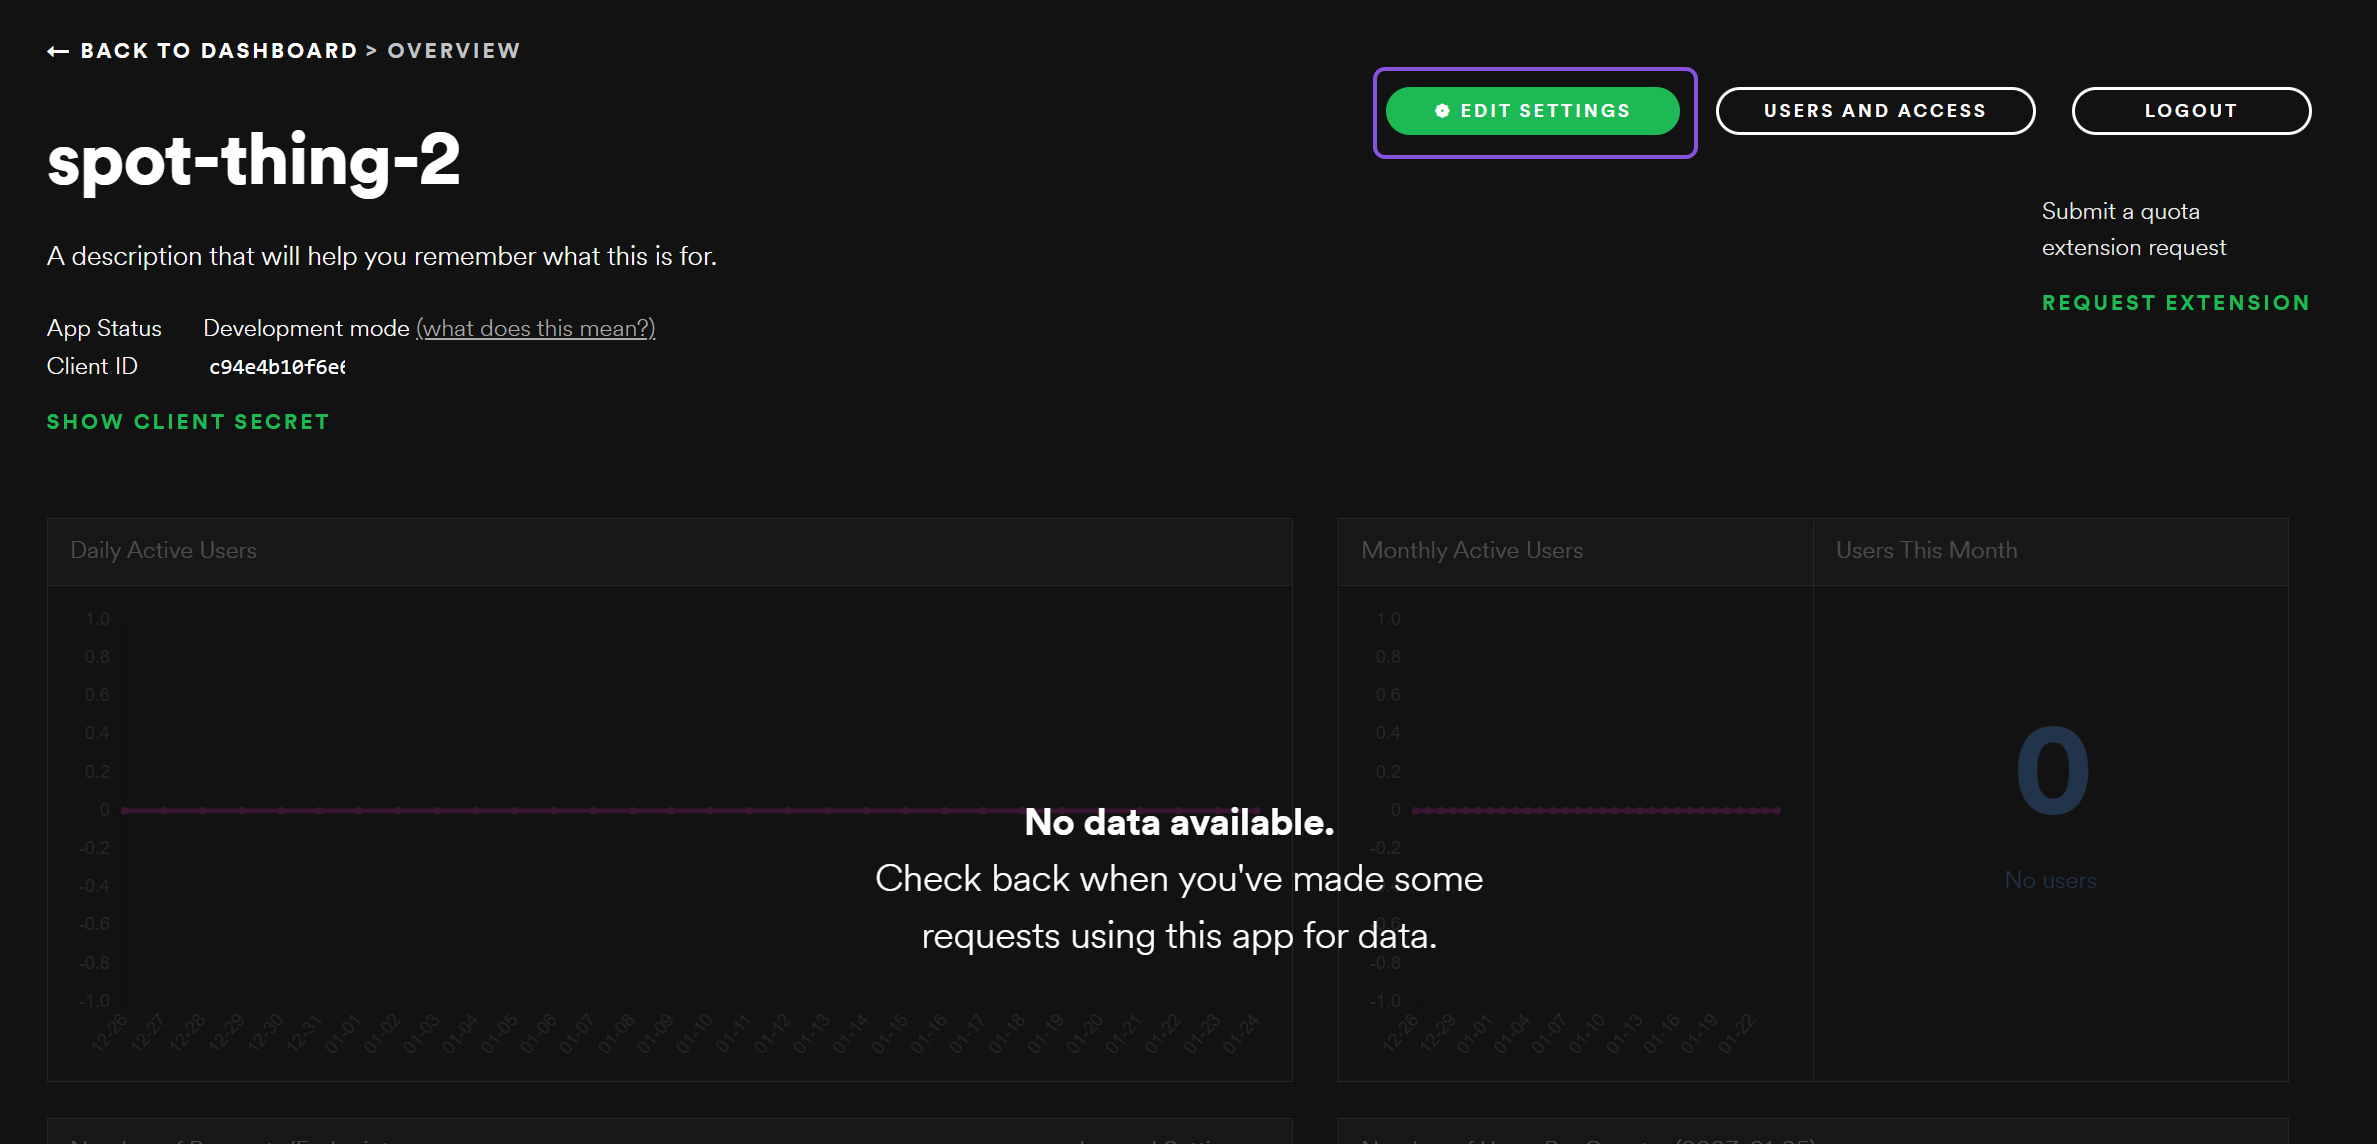 ← BACK TO DASHBOARD > OVERVIEW
EDIT SETTINGS
USERS AND ACCESS
LOGOUT
spot-thing-2
A description that will help you remember what this is for.
Submit a quota
extension request
REQUEST EXTENSION
App Status Development mode (what does this mean?)
Client ID c94e4b10f6e
SHOW CLIENT SECRET
Daily Active Users
1.0
0.8
0.6
0.4
0.2
0
-0.2
-0.4
-0.6
-0.8
-1.0
12-26 12-27 12-28 12-29 12-30 12-31 01-01 01-02 01-03 01-04 01-05 01-06 01-07 01-08 01-09 01-10 01-11 01-12 01-13 01-14 01-15 01-16 01-17 01-18 01-19 01-20 01-21 01-22 01-23 01-24
Monthly Active Users
1.0
0.8
0.6
0.4
0.2
0
-0.2
-0.6
-0.8
-1.0
12-26 12-29 01-01 01-04 01-07 01-10 01-13 01-16 01-19 01-22
Users This Month
0
No users
No data available.
Check back when you've made some
requests using this app for data.